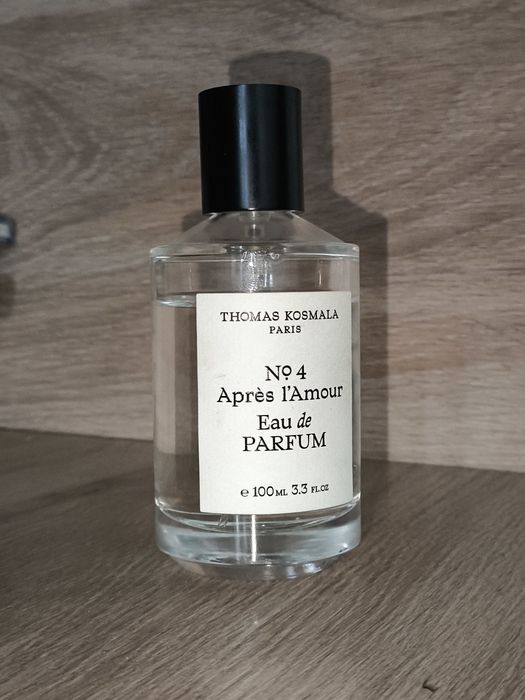 THOMAS KOSMALA
PARIS
Nº 4
Après l'Amour
Eau de
PARFUM
℮ 100ML 3.3 FL.OZ